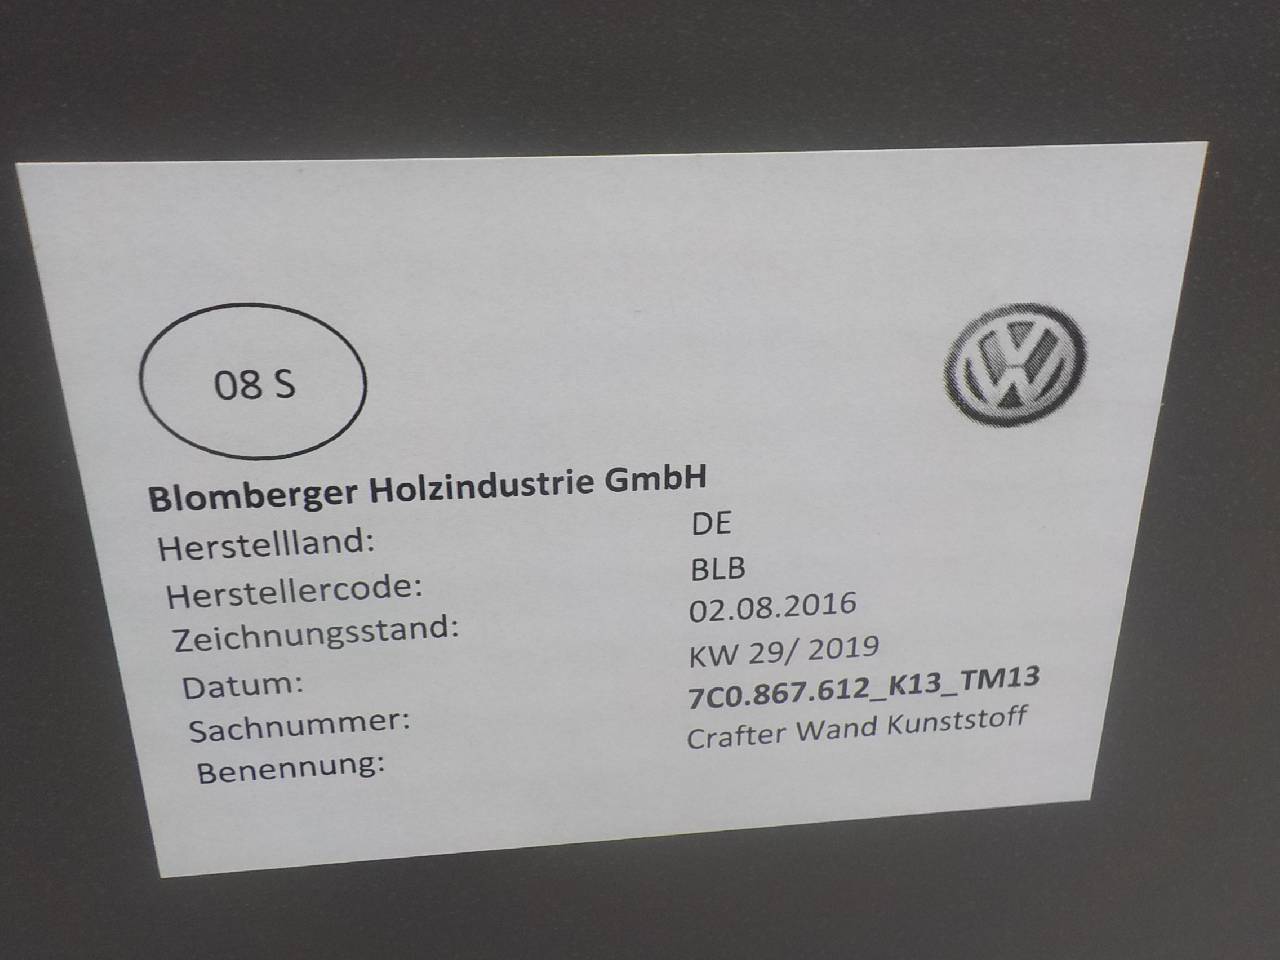 08 S
Blomberger Holzindustrie GmbH
Herstellland: DE
Herstellercode: BLB
Zeichnungsstand: 02.08.2016
Datum: KW 29/ 2019
Sachnummer: 7C0.867.612_K13_TM13
Benennung: Crafter Wand Kunststoff